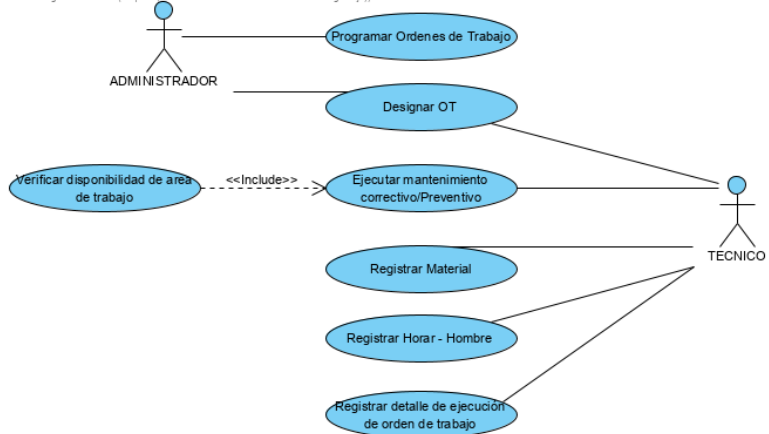 Programar Ordenes de Trabajo
ADMINISTRADOR
Designar OT
Verificar disponibilidad de area
de trabajo
<<Include>>
Ejecutar mantenimiento
correctivo/Preventivo
TECNICO
Registrar Material
Registrar Horar - Hombre
Registrar detalle de ejecución
de orden de trabajo